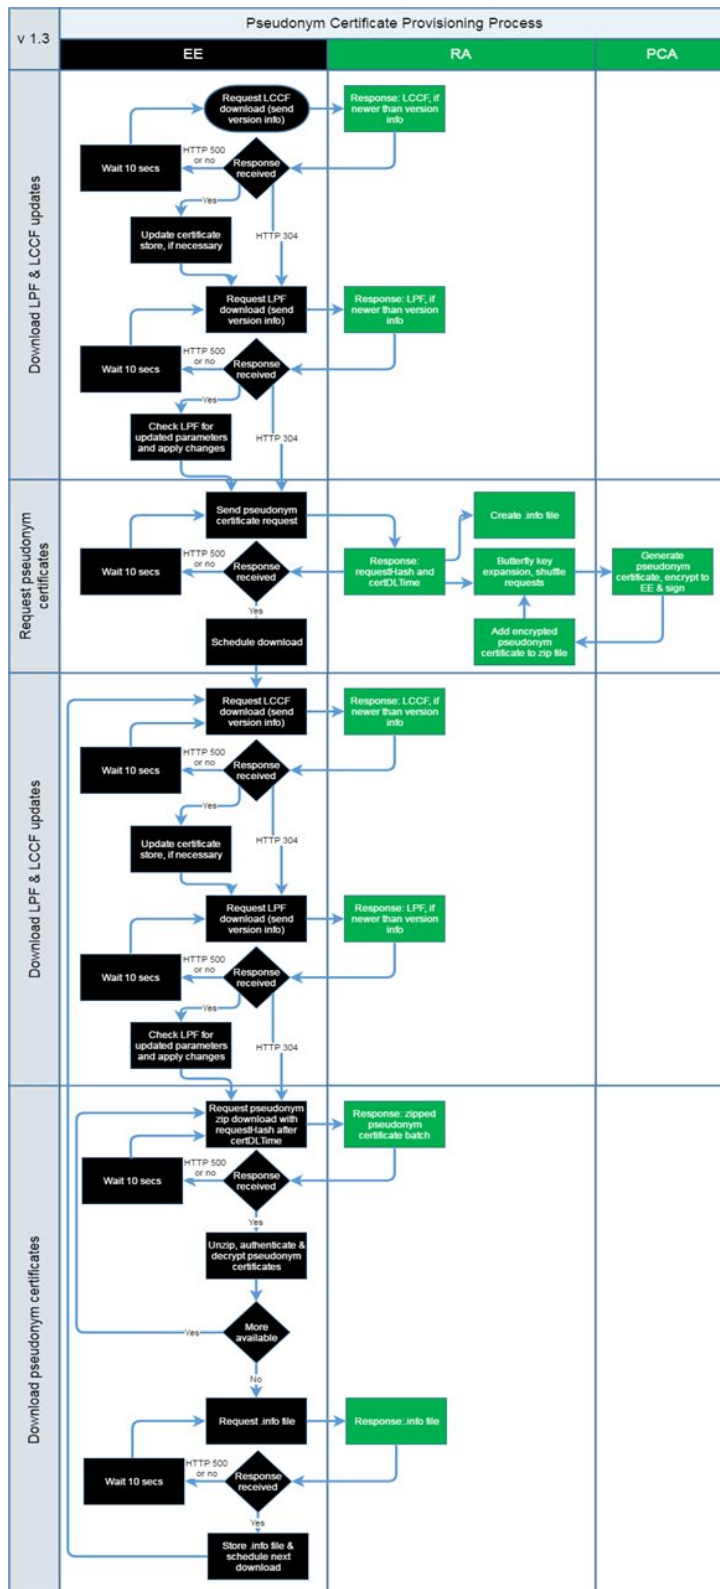 Pseudonym Certificate Provisioning Process
v 1.3
EE
RA
PCA
Download LPF & LCCF updates
Request LCCF
download (send
version info)
Response: LCCF, if
newer than version
info
HTTP 500
or no
Wait 10 secs
Response
received
Yes
Update certificate
store, if necessary
HTTP 304
Request LPF
download (send
version info)
Response: LPF, if
newer than version
info
HTTP 500
or no
Wait 10 secs
Response
received
Yes
Check LPF for
updated parameters
and apply changes
HTTP 304
Request pseudonym
certificates
Send pseudonym
certificate request
Create .info file
HTTP 500
or no
Wait 10 secs
Response
received
Response:
requestHash and
certDLTime
Butterfly key
expansion, shuffle
requests
Generate
pseudonym
certificate, encrypt to
EE & sign
Yes
Schedule download
Add encrypted
pseudonym
certificate to zip file
Download LPF & LCCF updates
Request LCCF
download (send
version info)
Response: LCCF, if
newer than version
info
HTTP 500
or no
Wait 10 secs
Response
received
Yes
Update certificate
store, if necessary
HTTP 304
Request LPF
download (send
version info)
Response: LPF, if
newer than version
info
HTTP 500
or no
Wait 10 secs
Response
received
Yes
Check LPF for
updated parameters
and apply changes
HTTP 304
Download pseudonym certificates
Request pseudonym
zip download with
requestHash after
certDLTime
Response: zipped
pseudonym
certificate batch
HTTP 500
or no
Wait 10 secs
Response
received
Yes
Unzip, authenticate &
decrypt pseudonym
certificates
More
available
Yes
No
Request .info file
Response:.info file
HTTP 500
or no
Wait 10 secs
Response
received
Yes
Store .info file &
schedule next
download